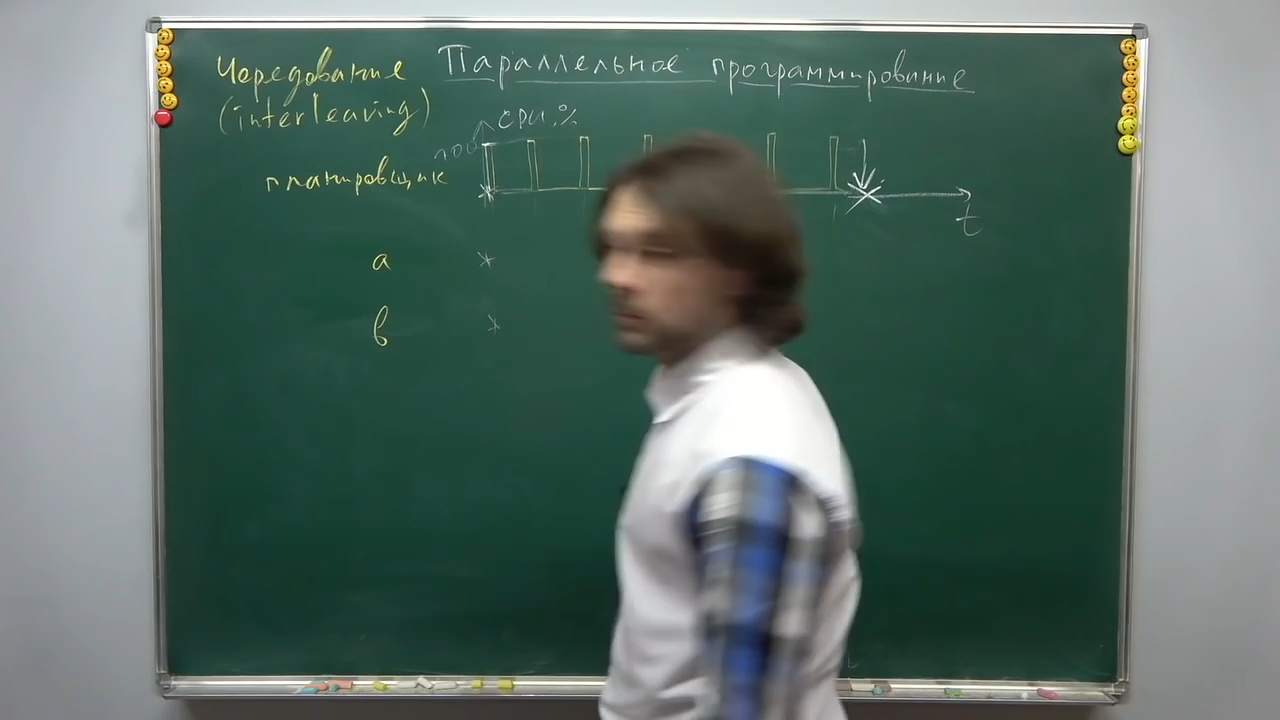 Параллельное программирование
Чередование
(interleaving)
CPU,%
100
планировщик
t
a
b